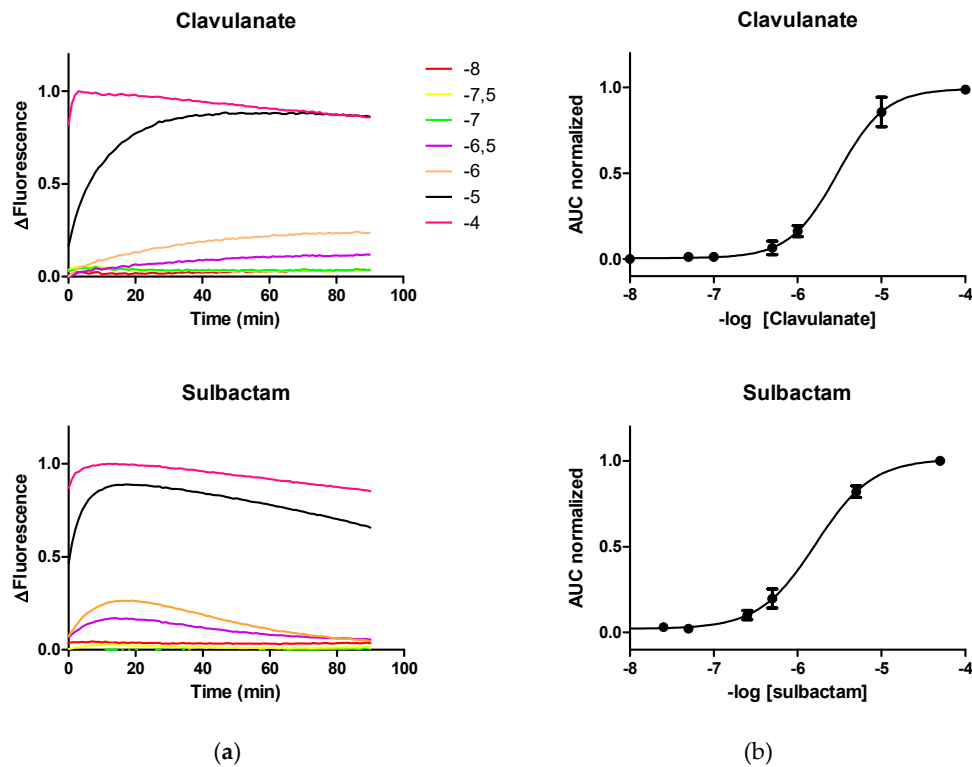 Clavulanate
ΔFluorescence
1.0
0.5
0.0
0 20 40 60 80 100
Time (min)
-8
-7,5
-7
-6,5
-6
-5
-4
Clavulanate
AUC normalized
1.0
0.5
0.0
-8 -7 -6 -5 -4
-log [Clavulanate]
Sulbactam
ΔFluorescence
1.0
0.5
0.0
0 20 40 60 80 100
Time (min)
Sulbactam
AUC normalized
1.0
0.5
0.0
-8 -7 -6 -5 -4
-log [sulbactam]
(a)
(b)